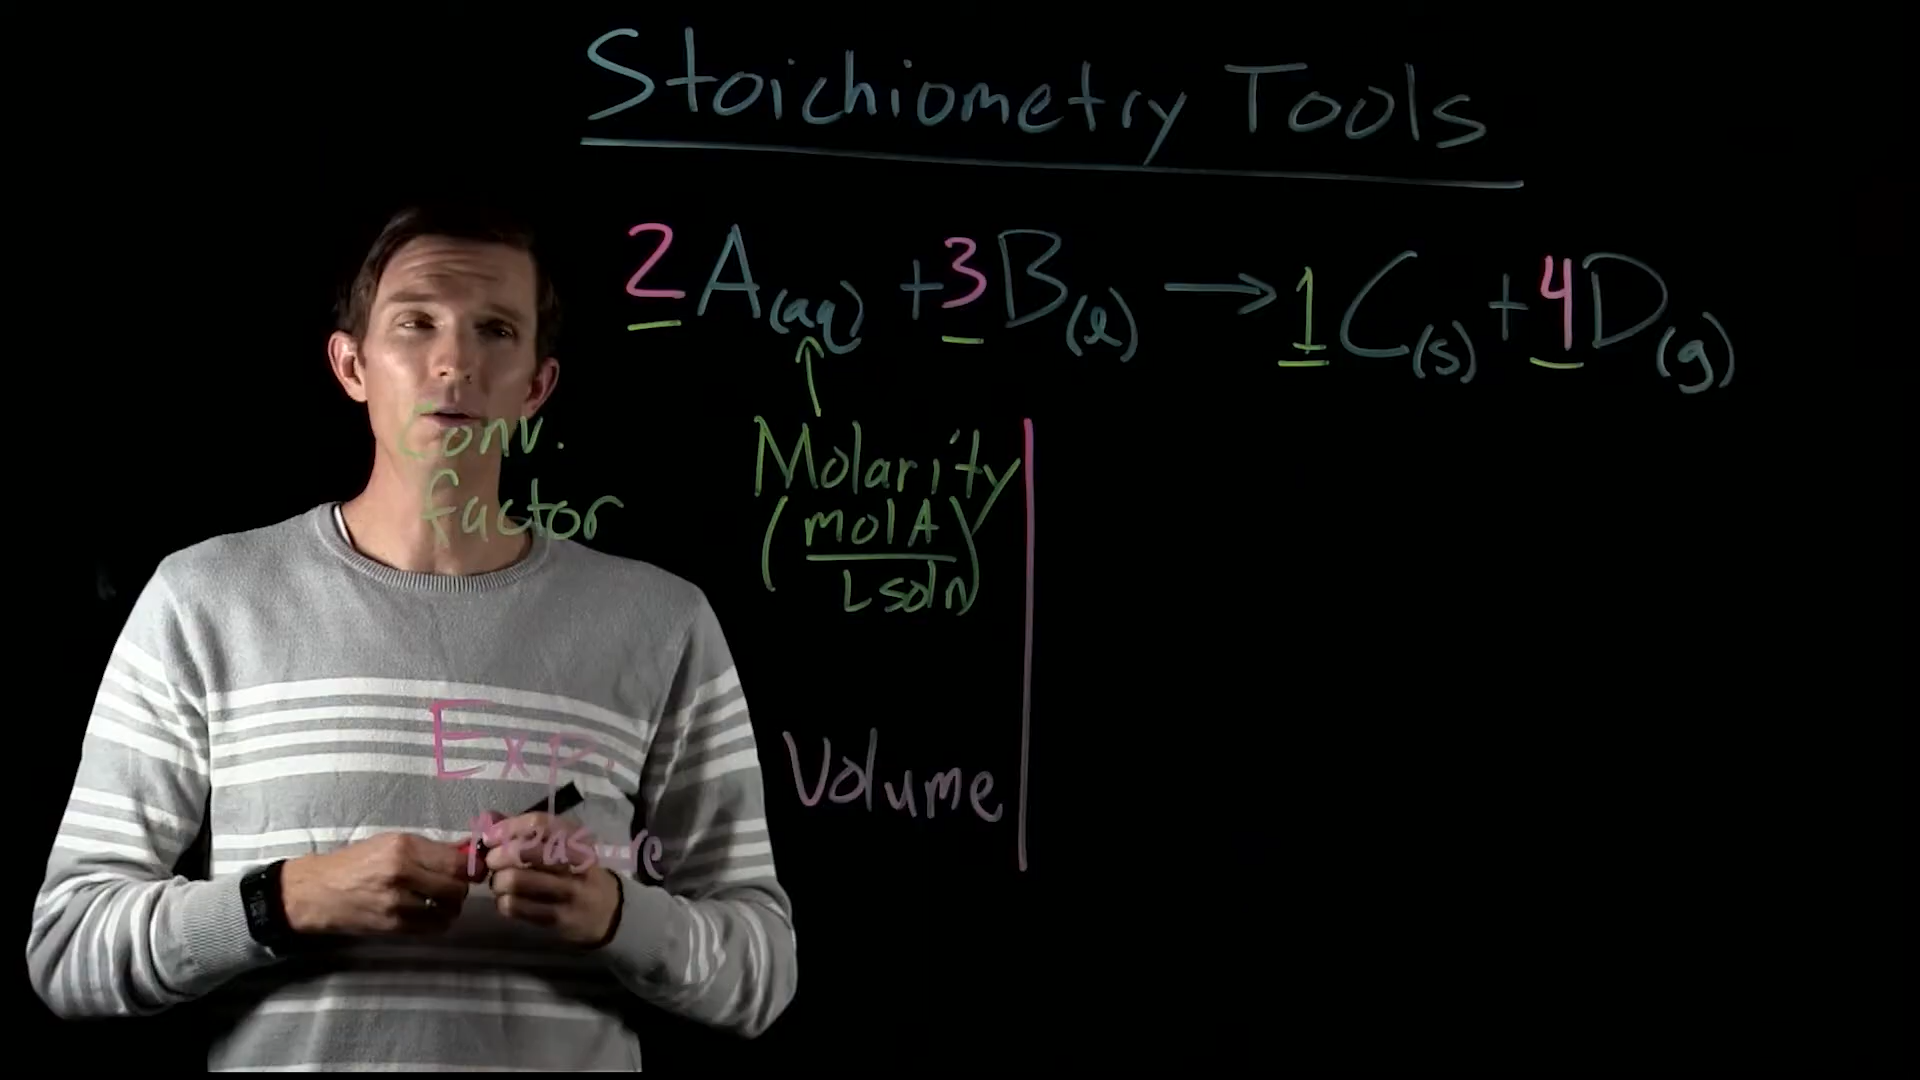 Stoichiometry Tools
2A(aq) + 3B(l) → 1C(s) + 4D(g)
Conv.
factor
Molarity
(mol A
L soln)
Exp.
Measure
Volume